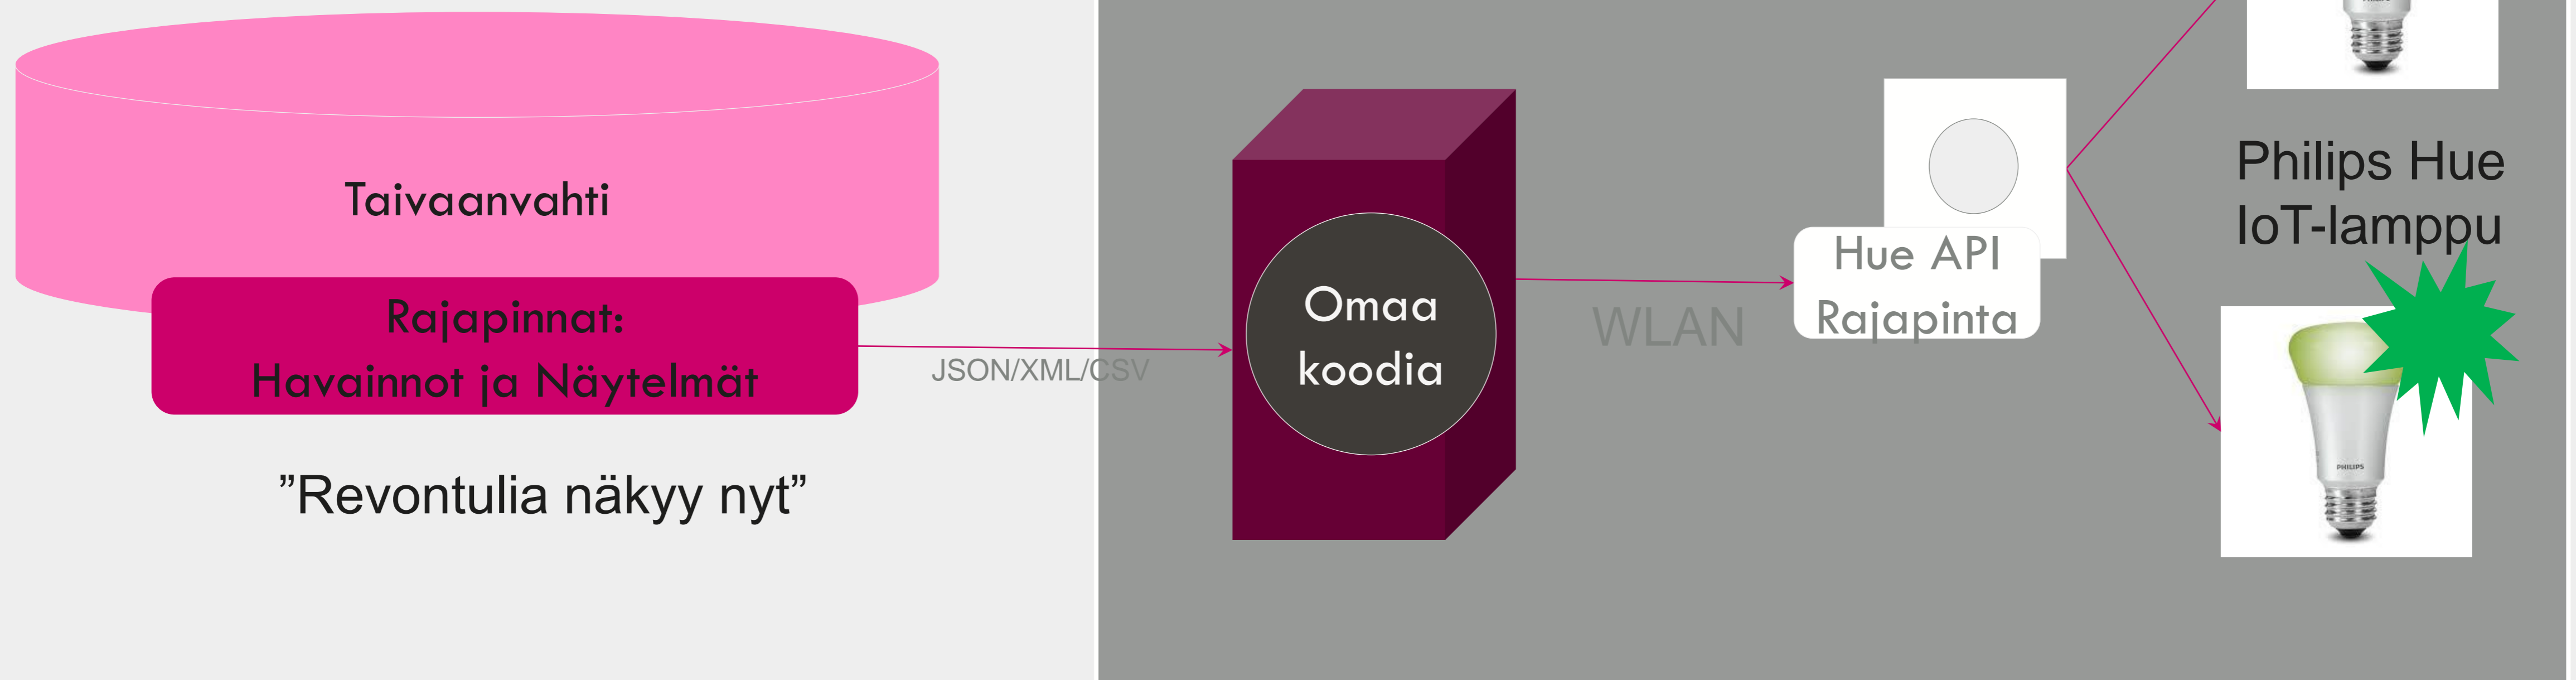 Taivaanvahti
Rajapinnat:
Havainnot ja Näytelmät
”Revontulia näkyy nyt”
JSON/XML/CSV
Omaa
koodia
WLAN
Hue API
Rajapinta
Philips Hue
IoT-lamppu
PHILIPS